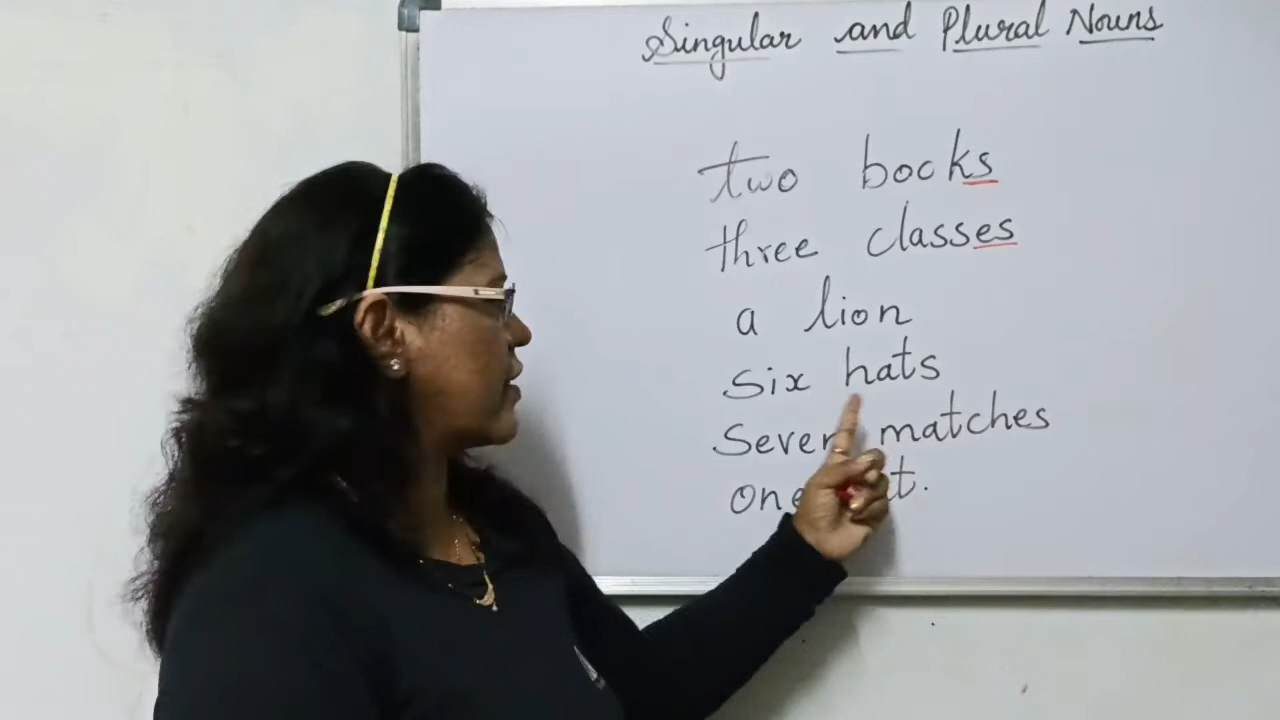 Singular and Plural Nouns
two books
three classes
a lion
six hats
Seven matches
one